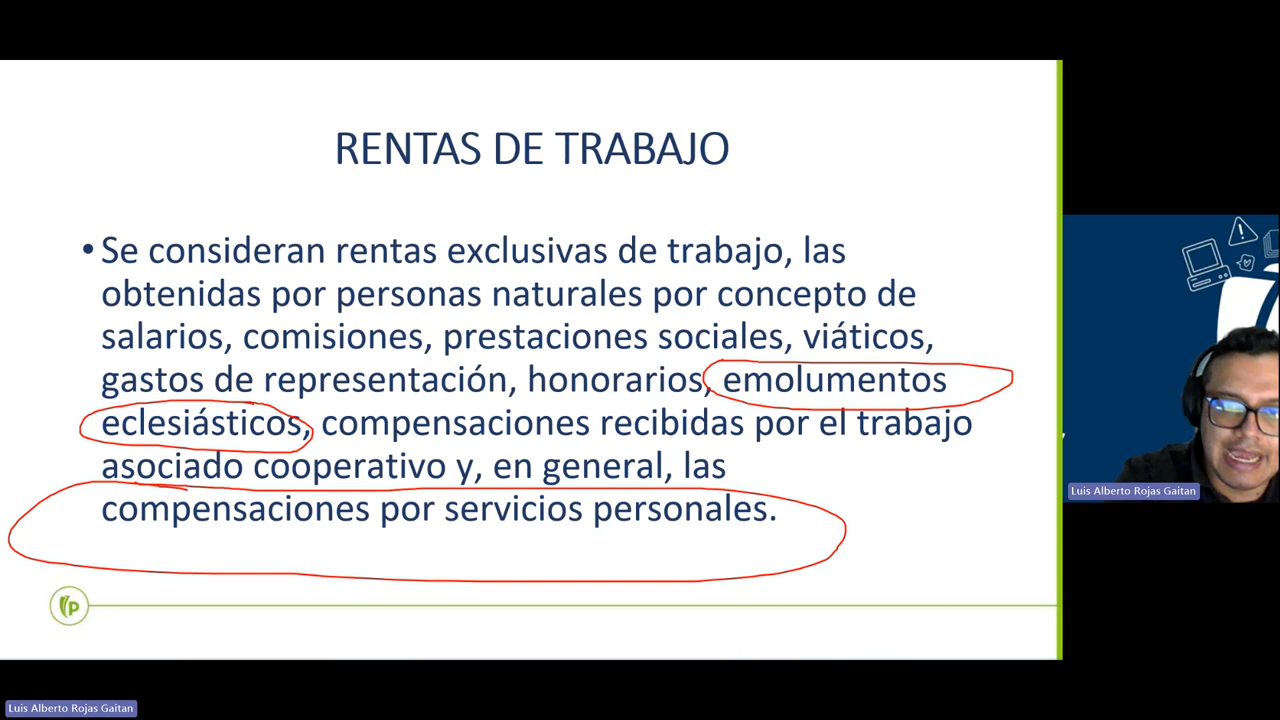 RENTAS DE TRABAJO
• Se consideran rentas exclusivas de trabajo, las
obtenidas por personas naturales por concepto de
salarios, comisiones, prestaciones sociales, viáticos,
gastos de representación, honorarios, emolumentos
eclesiásticos, compensaciones recibidas por el trabajo
asociado cooperativo y, en general, las
compensaciones por servicios personales.
P
Luis Alberto Rojas Gaitan
Luis Alberto Rojas Gaitan